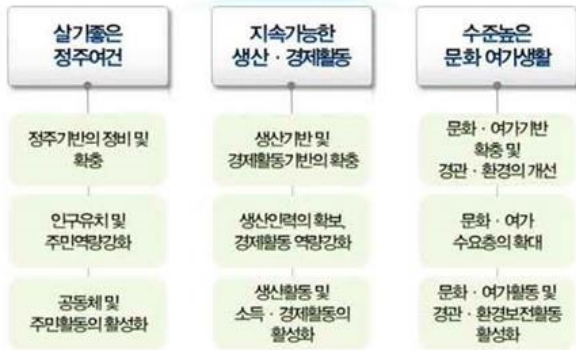 살기좋은
정주여건
정주기반의 정비 및
확충
인구유치 및
주민역량강화
공동체 및
주민활동의 활성화
지속가능한
생산 · 경제활동
생산기반 및
경제활동기반의 확충
생산인력의 확보,
경제활동 역량강화
생산활동 및
소득 · 경제활동의
활성화
수준높은
문화 여가생활
문화 · 여가기반
확충 및
경관 · 환경의 개선
문화 · 여가
수요층의 확대
문화 · 여가활동 및
경관 · 환경보전활동
활성화